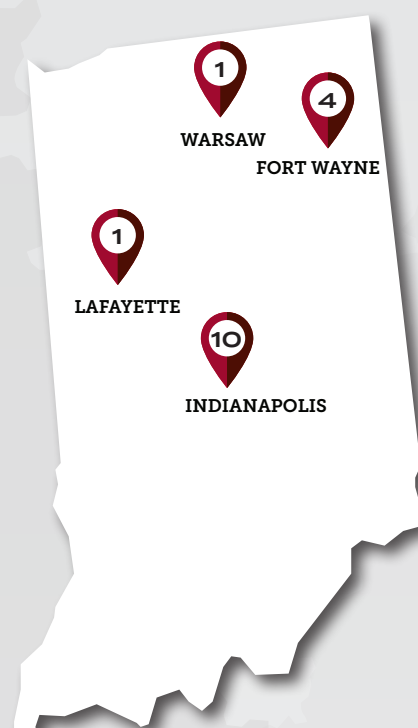 1
WARSAW
4
FORT WAYNE
1
LAFAYETTE
10
INDIANAPOLIS